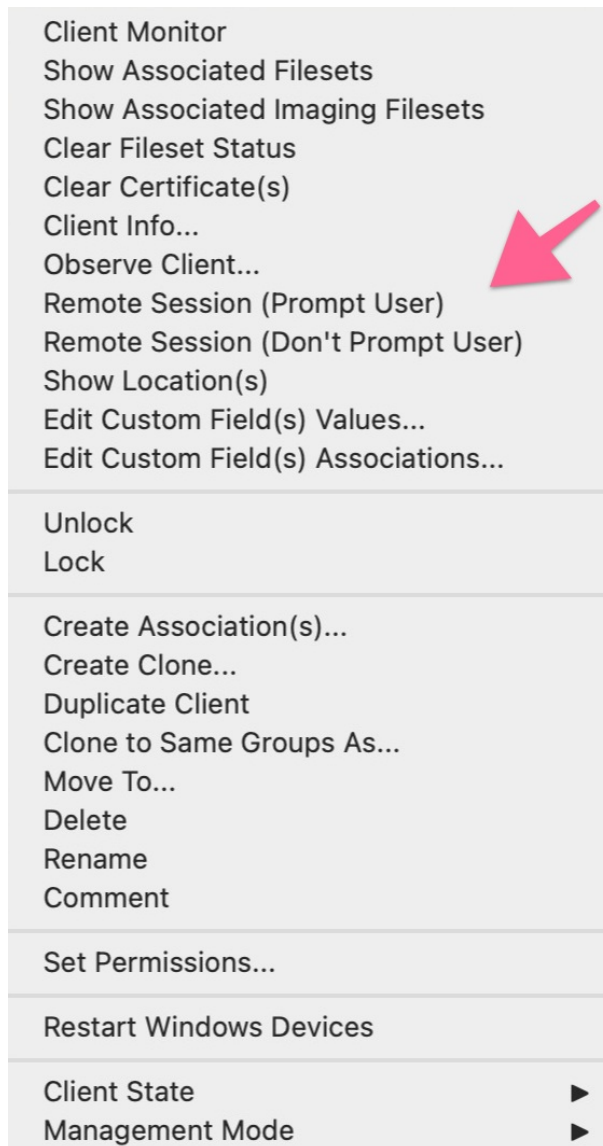 Client Monitor
Show Associated Filesets
Show Associated Imaging Filesets
Clear Fileset Status
Clear Certificate(s)
Client Info...
Observe Client...
Remote Session (Prompt User)
Remote Session (Don't Prompt User)
Show Location(s)
Edit Custom Field(s) Values...
Edit Custom Field(s) Associations...
Unlock
Lock
Create Association(s)...
Create Clone...
Duplicate Client
Clone to Same Groups As...
Move To...
Delete
Rename
Comment
Set Permissions...
Restart Windows Devices
Client State
Management Mode